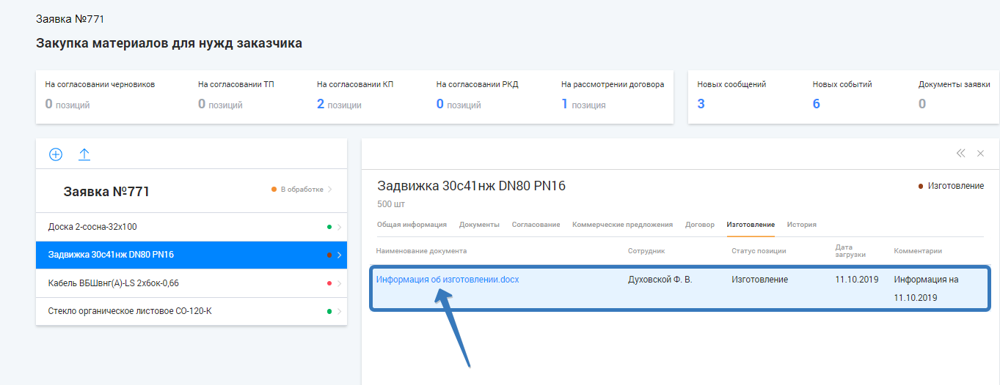 Заявка №771
Закупка материалов для нужд заказчика
На согласовании черновиков
0 позиций
На согласовании ТП
0 позиций
На согласовании КП
2 позиции
На согласовании РКД
0 позиций
На рассмотрении договора
1 позиция
Новых сообщений
3
Новых событий
6
Документы заявки
0
Заявка №771
В обработке
Доска 2-сосна-32х100
Задвижка 30с41нж DN80 PN16
Кабель ВБШвнг(А)-LS 2хбок-0,66
Стекло органическое листовое СО-120-К
Задвижка 30с41нж DN80 PN16
Изготовление
500 шт
Общая информация Документы Согласование Коммерческие предложения Договор Изготовление История
Наименование документа Сотрудник Статус позиции Дата загрузки Комментарии
Информация об изготовлении.docx Духовской Ф. В. Изготовление 11.10.2019 Информация на
11.10.2019